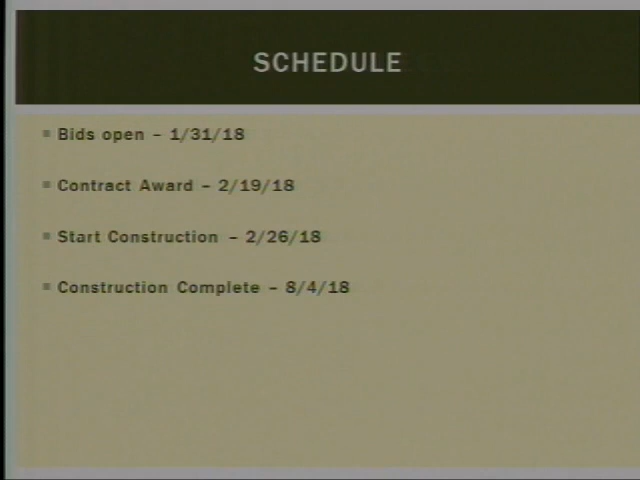 SCHEDULE
Bids open – 1/31/18
Contract Award – 2/19/18
Start Construction – 2/26/18
Construction Complete – 8/4/18